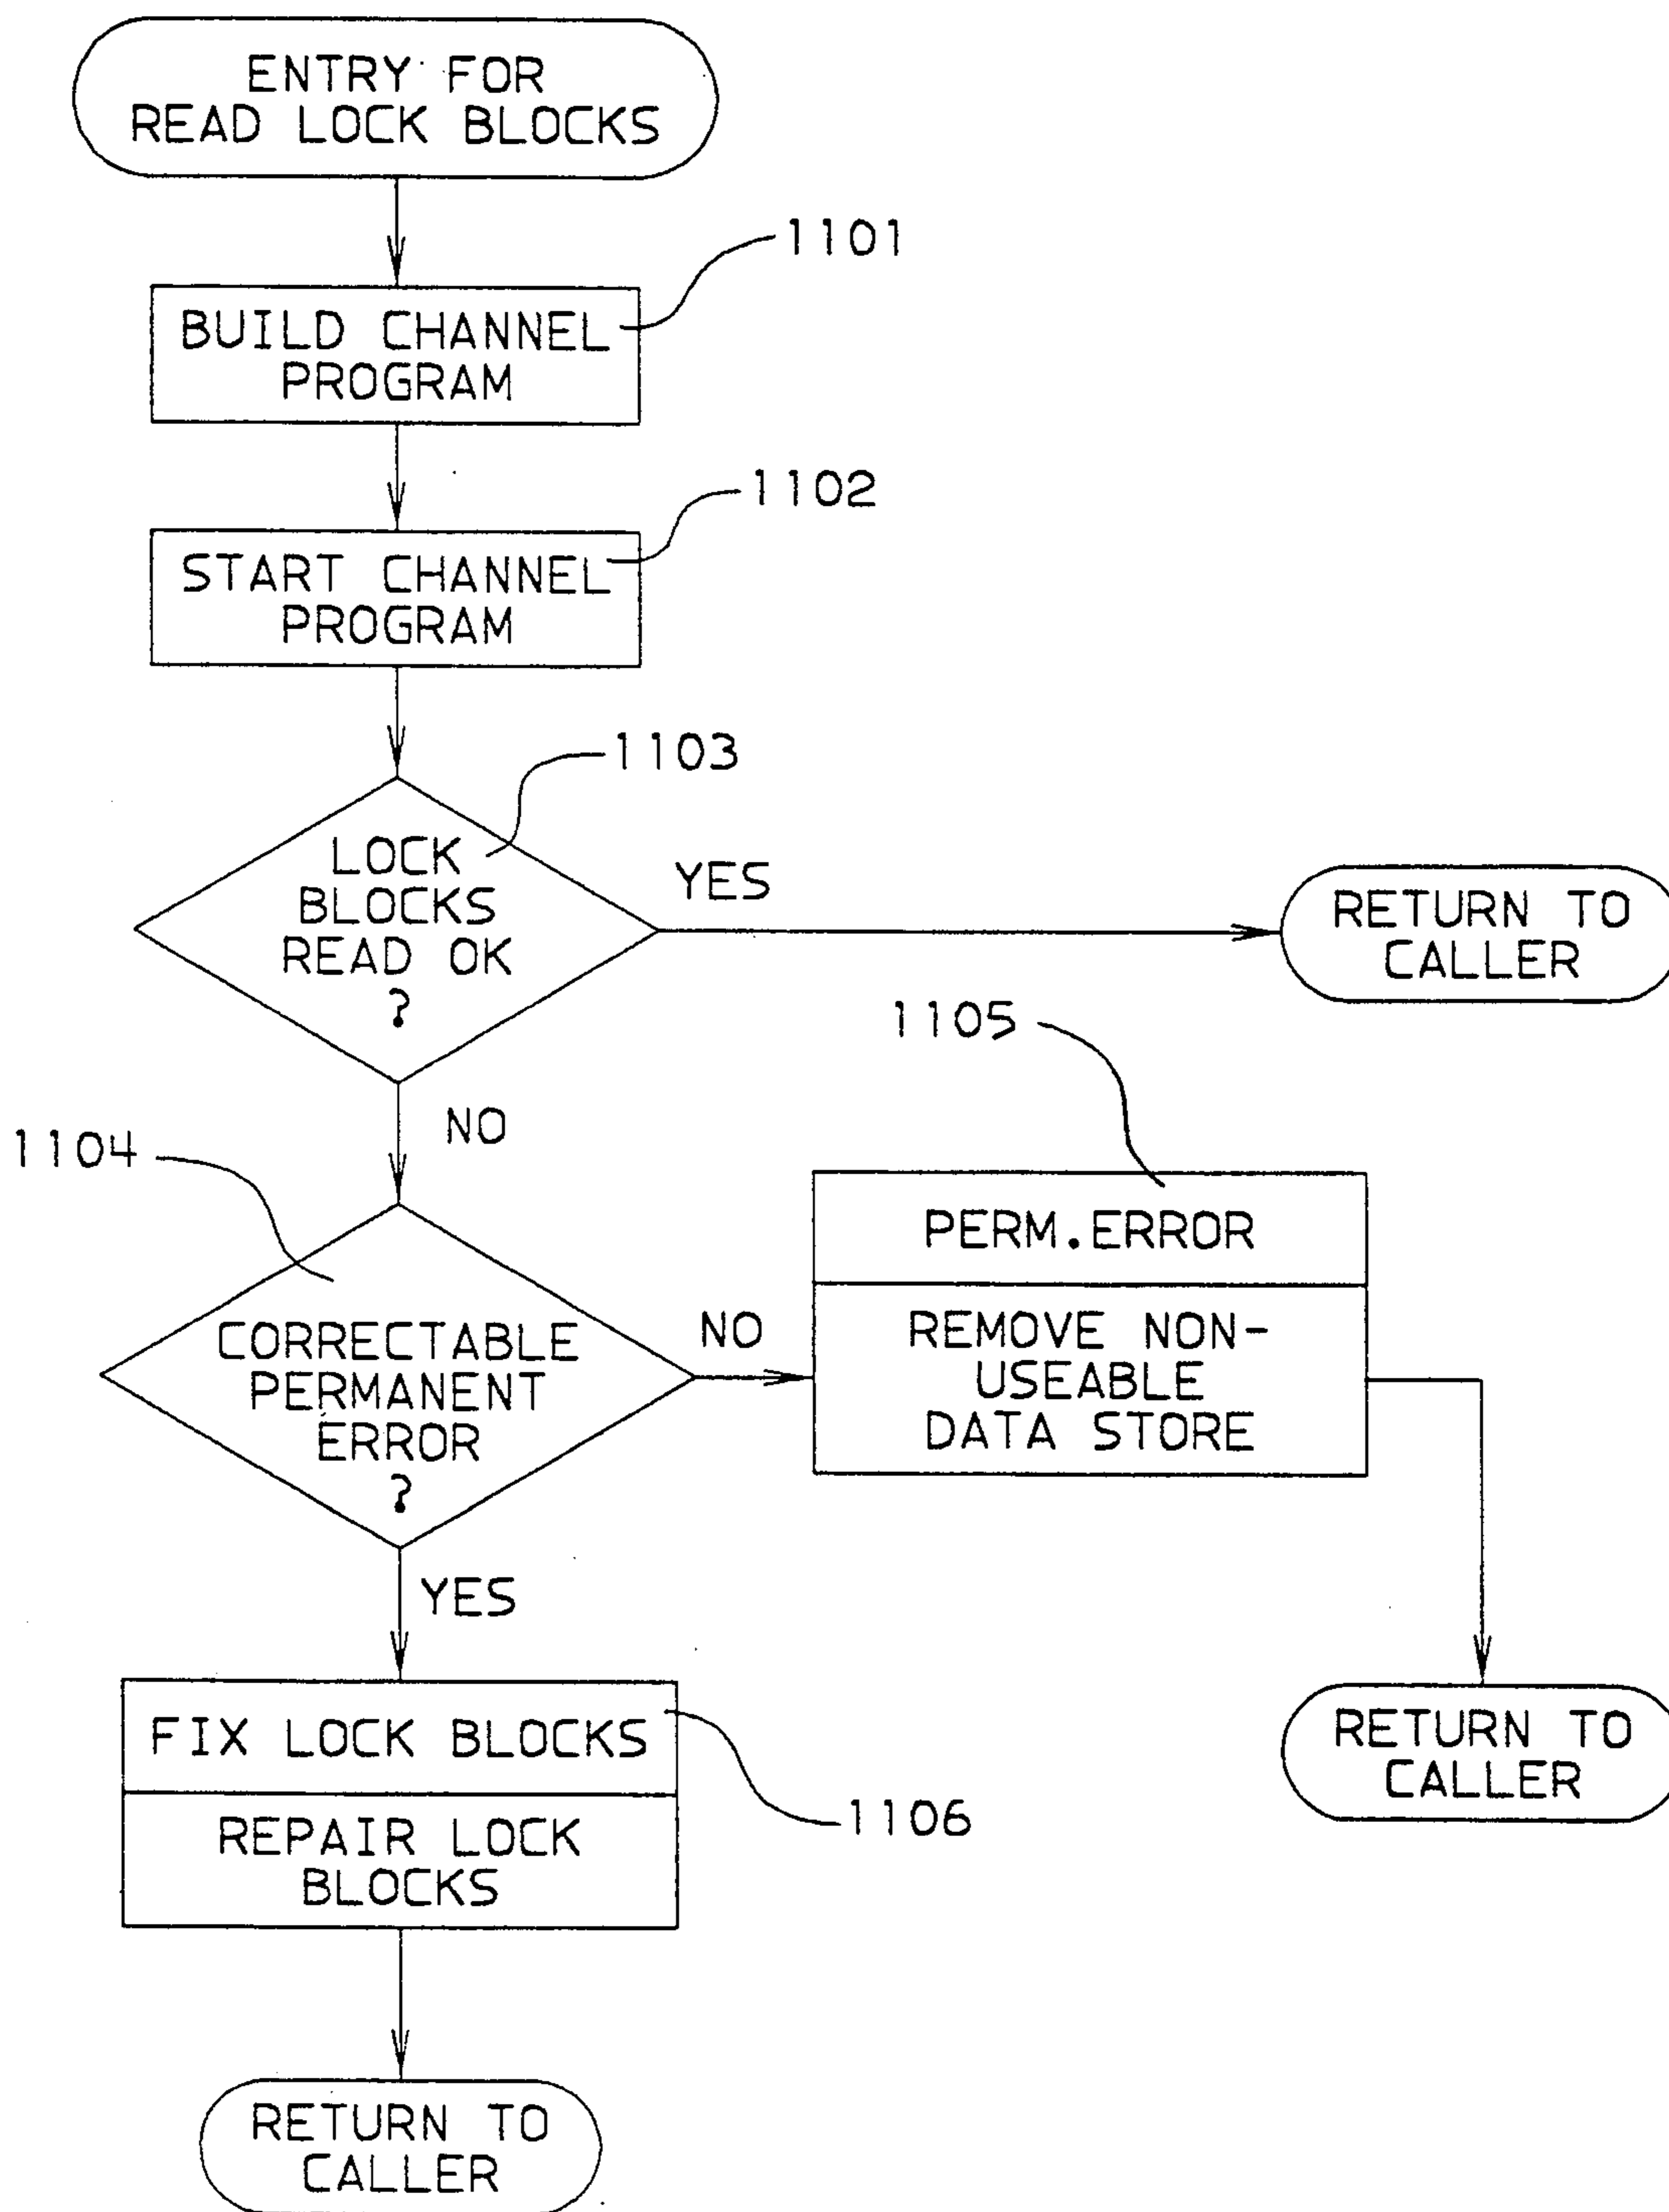 ENTRY FOR
READ LOCK BLOCKS
1101
BUILD CHANNEL
PROGRAM
1102
START CHANNEL
PROGRAM
1103
LOCK
BLOCKS
READ OK
?
YES
RETURN TO
CALLER
1105
NO
1104
PERM.ERROR
CORRECTABLE
PERMANENT
ERROR
?
NO
REMOVE NON-
USEABLE
DATA STORE
YES
FIX LOCK BLOCKS
REPAIR LOCK
BLOCKS
1106
RETURN TO
CALLER
RETURN TO
CALLER